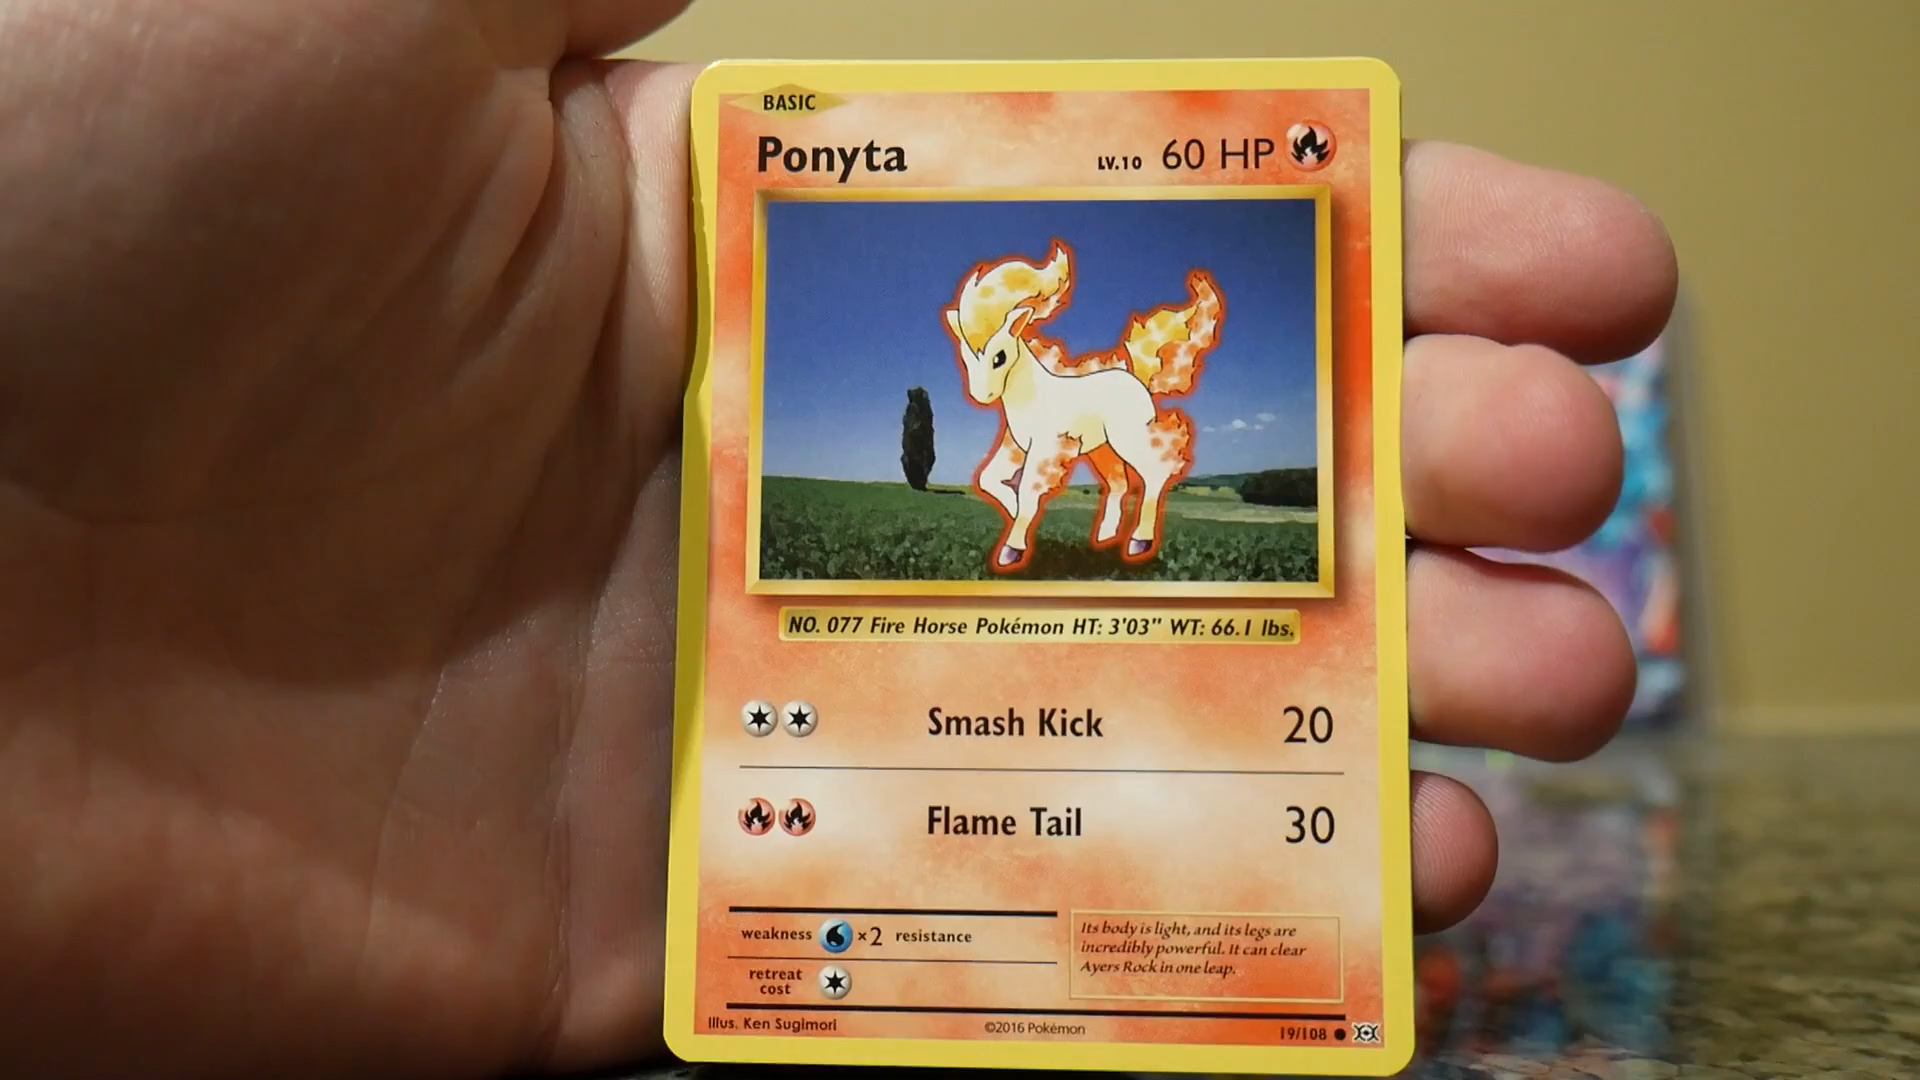 BASIC
Ponyta LV.10 60 HP
NO. 077 Fire Horse Pokémon HT: 3'03" WT: 66.1 lbs.
Smash Kick 20
Flame Tail 30
weakness ×2 resistance
retreat
cost
Its body is light, and its legs are
incredibly powerful. It can clear
Ayers Rock in one leap.
Illus. Ken Sugimori ©2016 Pokémon 19/108